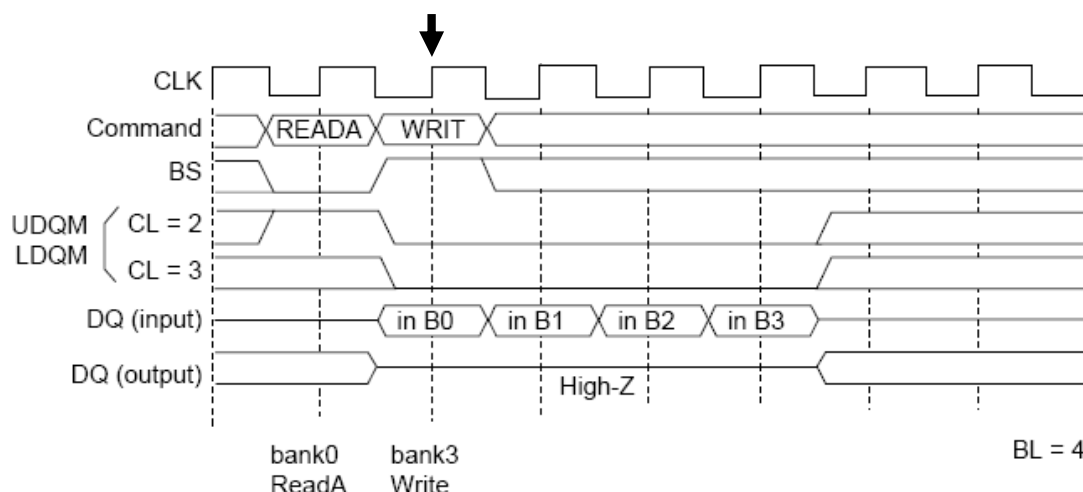 CLK
Command READA WRIT
BS
UDQM CL = 2
LDQM CL = 3
DQ (input) in B0 in B1 in B2 in B3
DQ (output) High-Z
bank0 bank3 BL = 4
ReadA Write